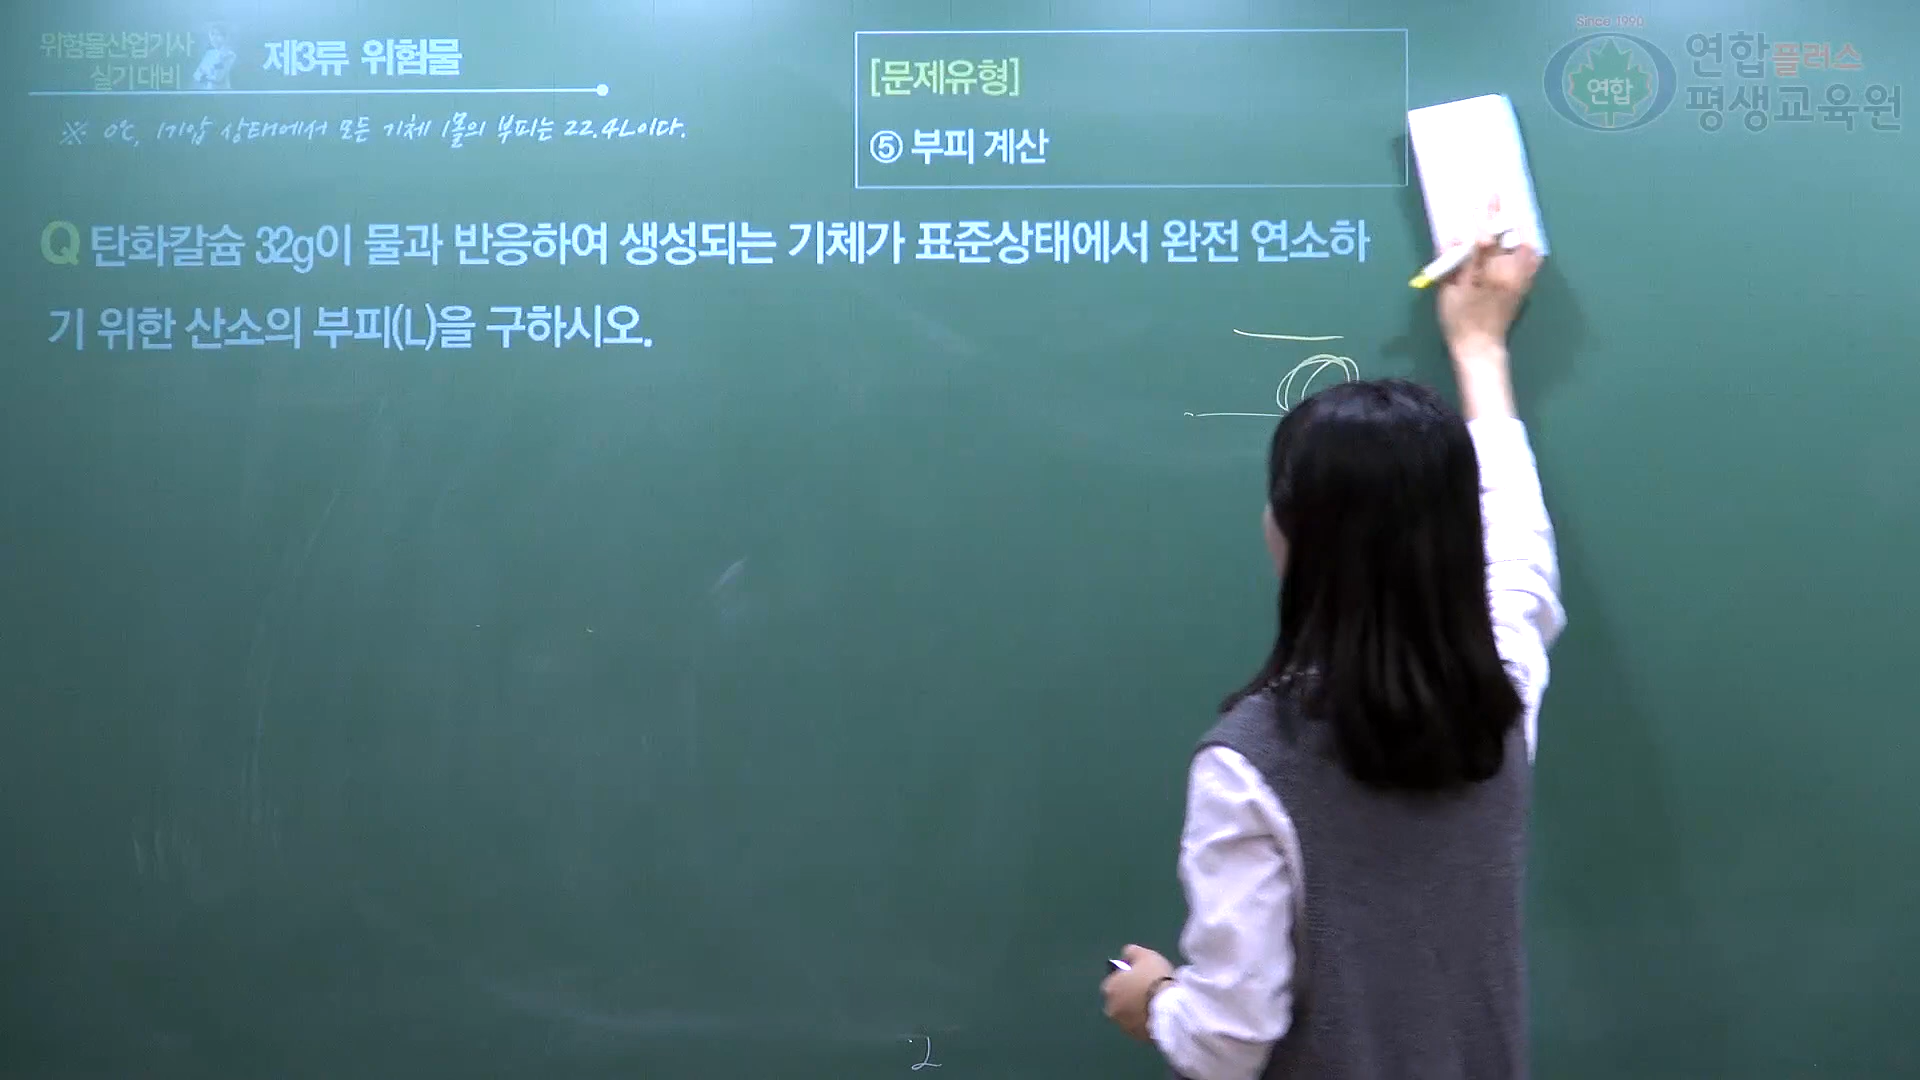 위험물산업기사
실기 대비
제3류 위험물
※ 0℃, 1기압 상태에서 모든 기체 1몰의 부피는 22.4L이다.
[문제유형]
⑤ 부피 계산
Since 1990
연합
연합플러스
평생교육원
Q 탄화칼슘 32g이 물과 반응하여 생성되는 기체가 표준상태에서 완전 연소하
기 위한 산소의 부피(L)을 구하시오.
2